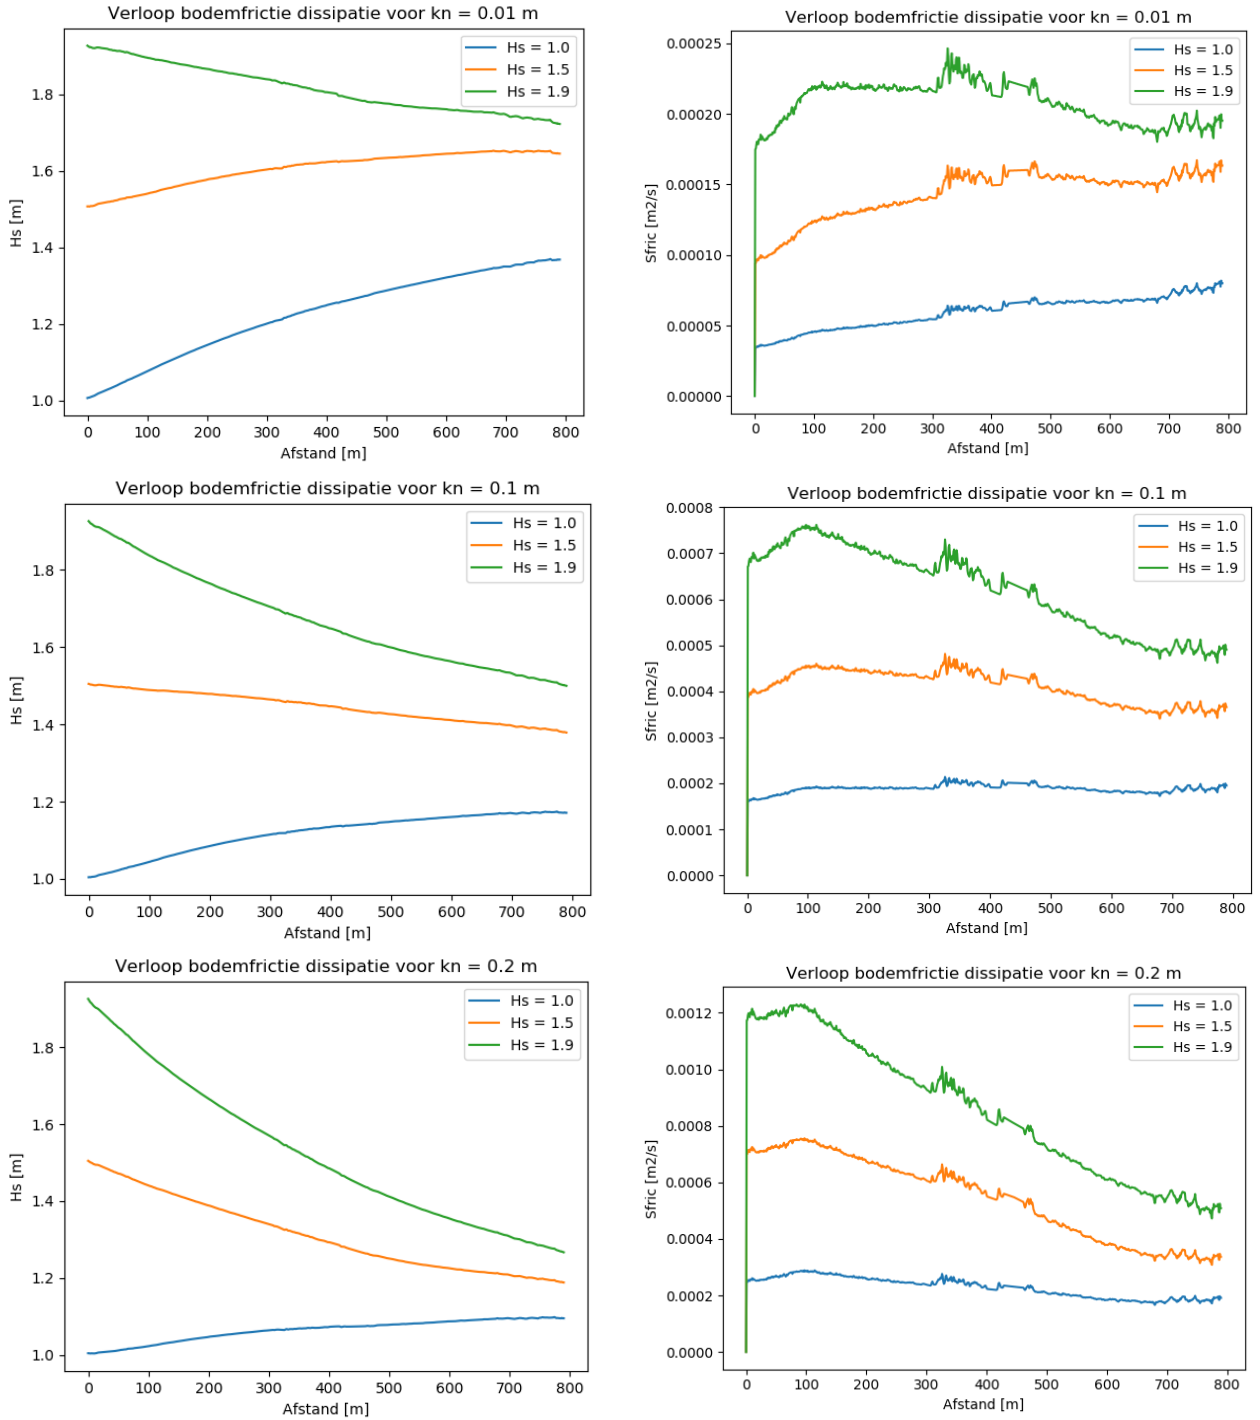 Verloop bodemfrictie dissipatie voor kn = 0.01 m
Hs = 1.0
Hs = 1.5
Hs = 1.9
1.8
1.6
1.4
1.2
1.0
Hs [m]
0 100 200 300 400 500 600 700 800
Afstand [m]
Verloop bodemfrictie dissipatie voor kn = 0.01 m
Hs = 1.0
Hs = 1.5
Hs = 1.9
0.00025
0.00020
0.00015
0.00010
0.00005
0.00000
Sfric [m2/s]
0 100 200 300 400 500 600 700 800
Afstand [m]
Verloop bodemfrictie dissipatie voor kn = 0.1 m
Hs = 1.0
Hs = 1.5
Hs = 1.9
1.8
1.6
1.4
1.2
1.0
Hs [m]
0 100 200 300 400 500 600 700 800
Afstand [m]
Verloop bodemfrictie dissipatie voor kn = 0.1 m
Hs = 1.0
Hs = 1.5
Hs = 1.9
0.0008
0.0007
0.0006
0.0005
0.0004
0.0003
0.0002
0.0001
0.0000
Sfric [m2/s]
0 100 200 300 400 500 600 700 800
Afstand [m]
Verloop bodemfrictie dissipatie voor kn = 0.2 m
Hs = 1.0
Hs = 1.5
Hs = 1.9
1.8
1.6
1.4
1.2
1.0
Hs [m]
0 100 200 300 400 500 600 700 800
Afstand [m]
Verloop bodemfrictie dissipatie voor kn = 0.2 m
Hs = 1.0
Hs = 1.5
Hs = 1.9
0.0012
0.0010
0.0008
0.0006
0.0004
0.0002
0.0000
Sfric [m2/s]
0 100 200 300 400 500 600 700 800
Afstand [m]